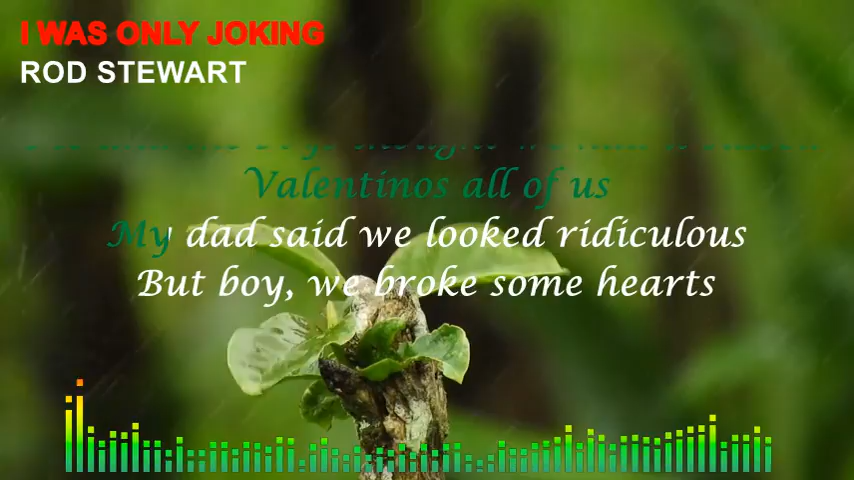 I WAS ONLY JOKING
ROD STEWART
Valentinos all of us
My dad said we looked ridiculous
But boy, we broke some hearts